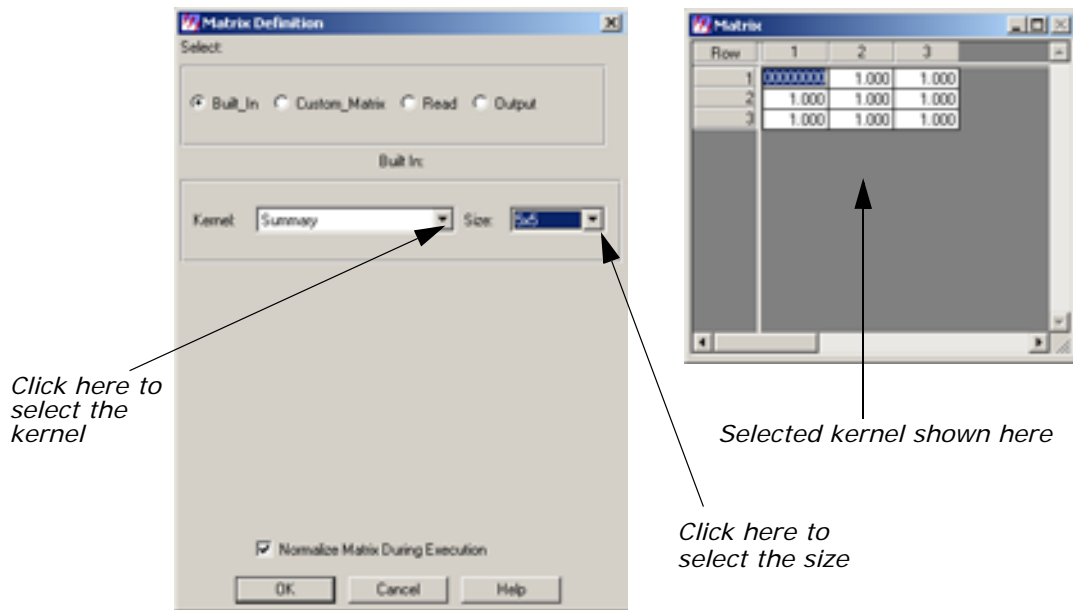 Matrix Definition
Select:
Built_In Custom_Matrix Read Output
Built In:
Kernel: Summary Size: 5x5
Normalize Matrix During Execution
OK Cancel Help
Matrix
Row 1 2 3
1 00000000 1.000 1.000
2 1.000 1.000 1.000
3 1.000 1.000 1.000
Click here to
select the
kernel
Selected kernel shown here
Click here to
select the size